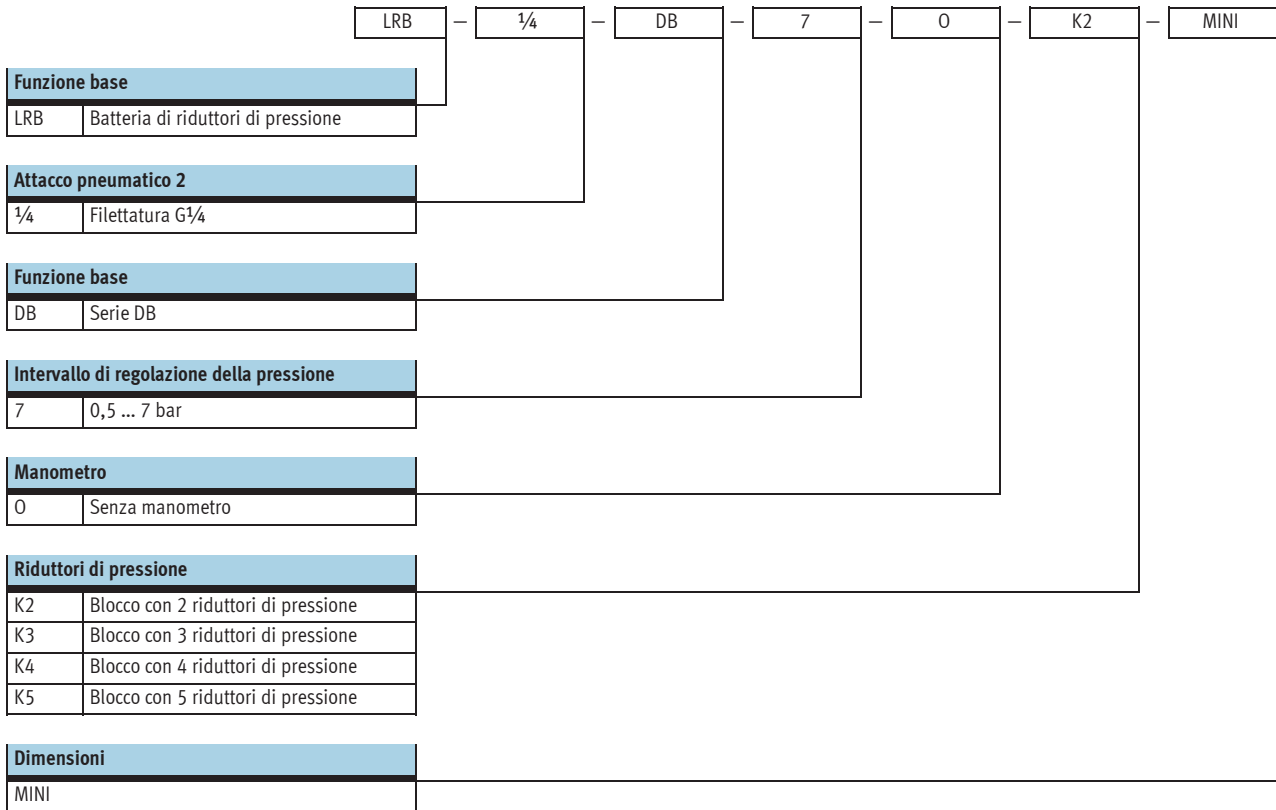 LRB – ¼ – DB – 7 – O – K2 – MINI
Funzione base
LRB Batteria di riduttori di pressione
Attacco pneumatico 2
¼ Filettatura G¼
Funzione base
DB Serie DB
Intervallo di regolazione della pressione
7 0,5 ... 7 bar
Manometro
O Senza manometro
Riduttori di pressione
K2 Blocco con 2 riduttori di pressione
K3 Blocco con 3 riduttori di pressione
K4 Blocco con 4 riduttori di pressione
K5 Blocco con 5 riduttori di pressione
Dimensioni
MINI